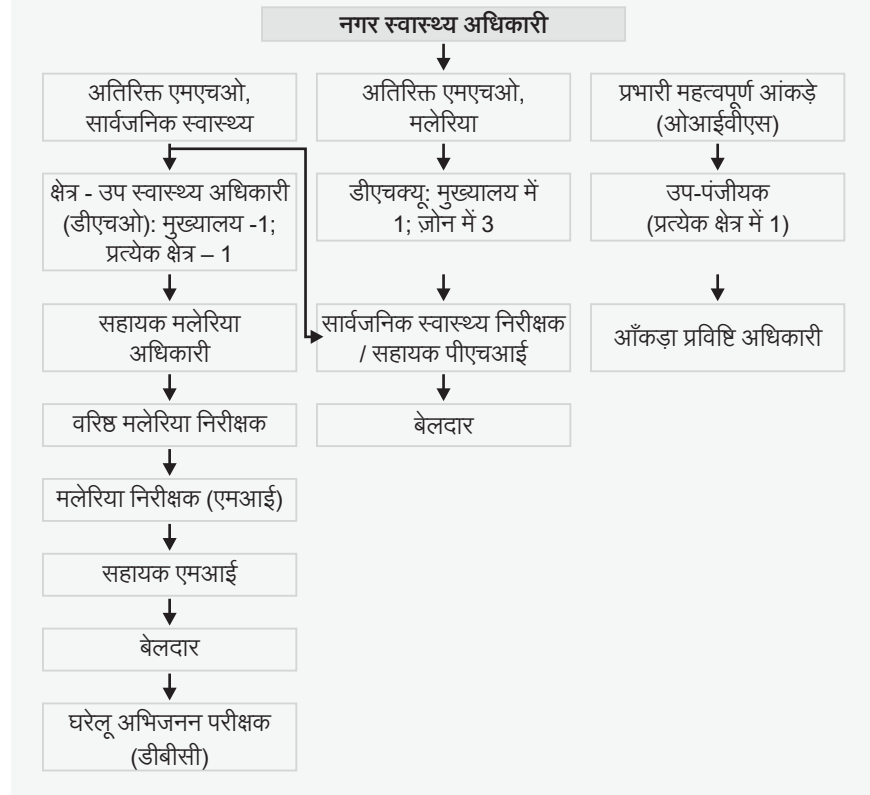 नगर स्वास्थ्य अधिकारी
अतिरिक्त एमएचओ,
सार्वजनिक स्वास्थ्य
अतिरिक्त एमएचओ,
मलेरिया
प्रभारी महत्वपूर्ण आंकड़े
(ओआईवीएस)
क्षेत्र - उप स्वास्थ्य अधिकारी
(डीएचओ): मुख्यालय -1;
प्रत्येक क्षेत्र – 1
डीएचक्यू: मुख्यालय में
1; ज़ोन में 3
उप-पंजीयक
(प्रत्येक क्षेत्र में 1)
सहायक मलेरिया
अधिकारी
सार्वजनिक स्वास्थ्य निरीक्षक
/ सहायक पीएचआई
आँकड़ा प्रविष्टि अधिकारी
वरिष्ठ मलेरिया निरीक्षक
बेलदार
मलेरिया निरीक्षक (एमआई)
सहायक एमआई
बेलदार
घरेलू अभिजनन परीक्षक
(डीबीसी)